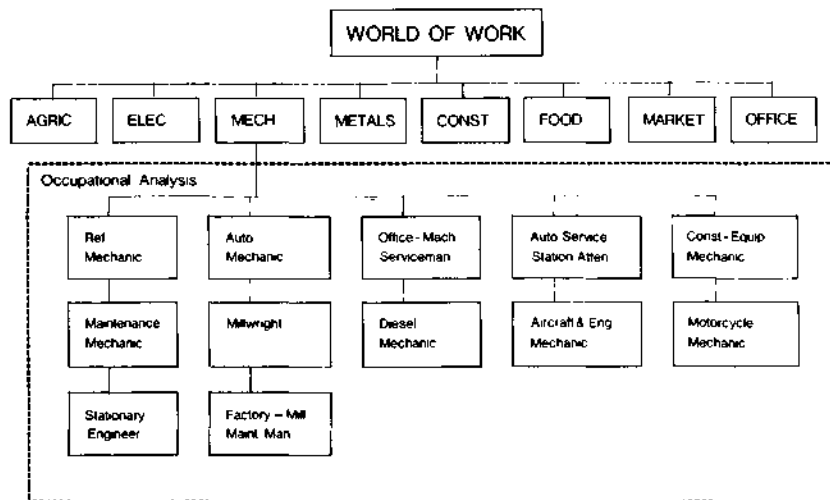 WORLD OF WORK
AGRIC ELEC MECH METALS CONST FOOD MARKET OFFICE
Occupational Analysis
Ref
Mechanic
Auto
Mechanic
Office - Mach
Serviceman
Auto Service
Station Atten
Const - Equip
Mechanic
Maintenance
Mechanic
Millwright
Diesel
Mechanic
Aircraft & Eng
Mechanic
Motorcycle
Mechanic
Stationary
Engineer
Factory - Mill
Maint. Man